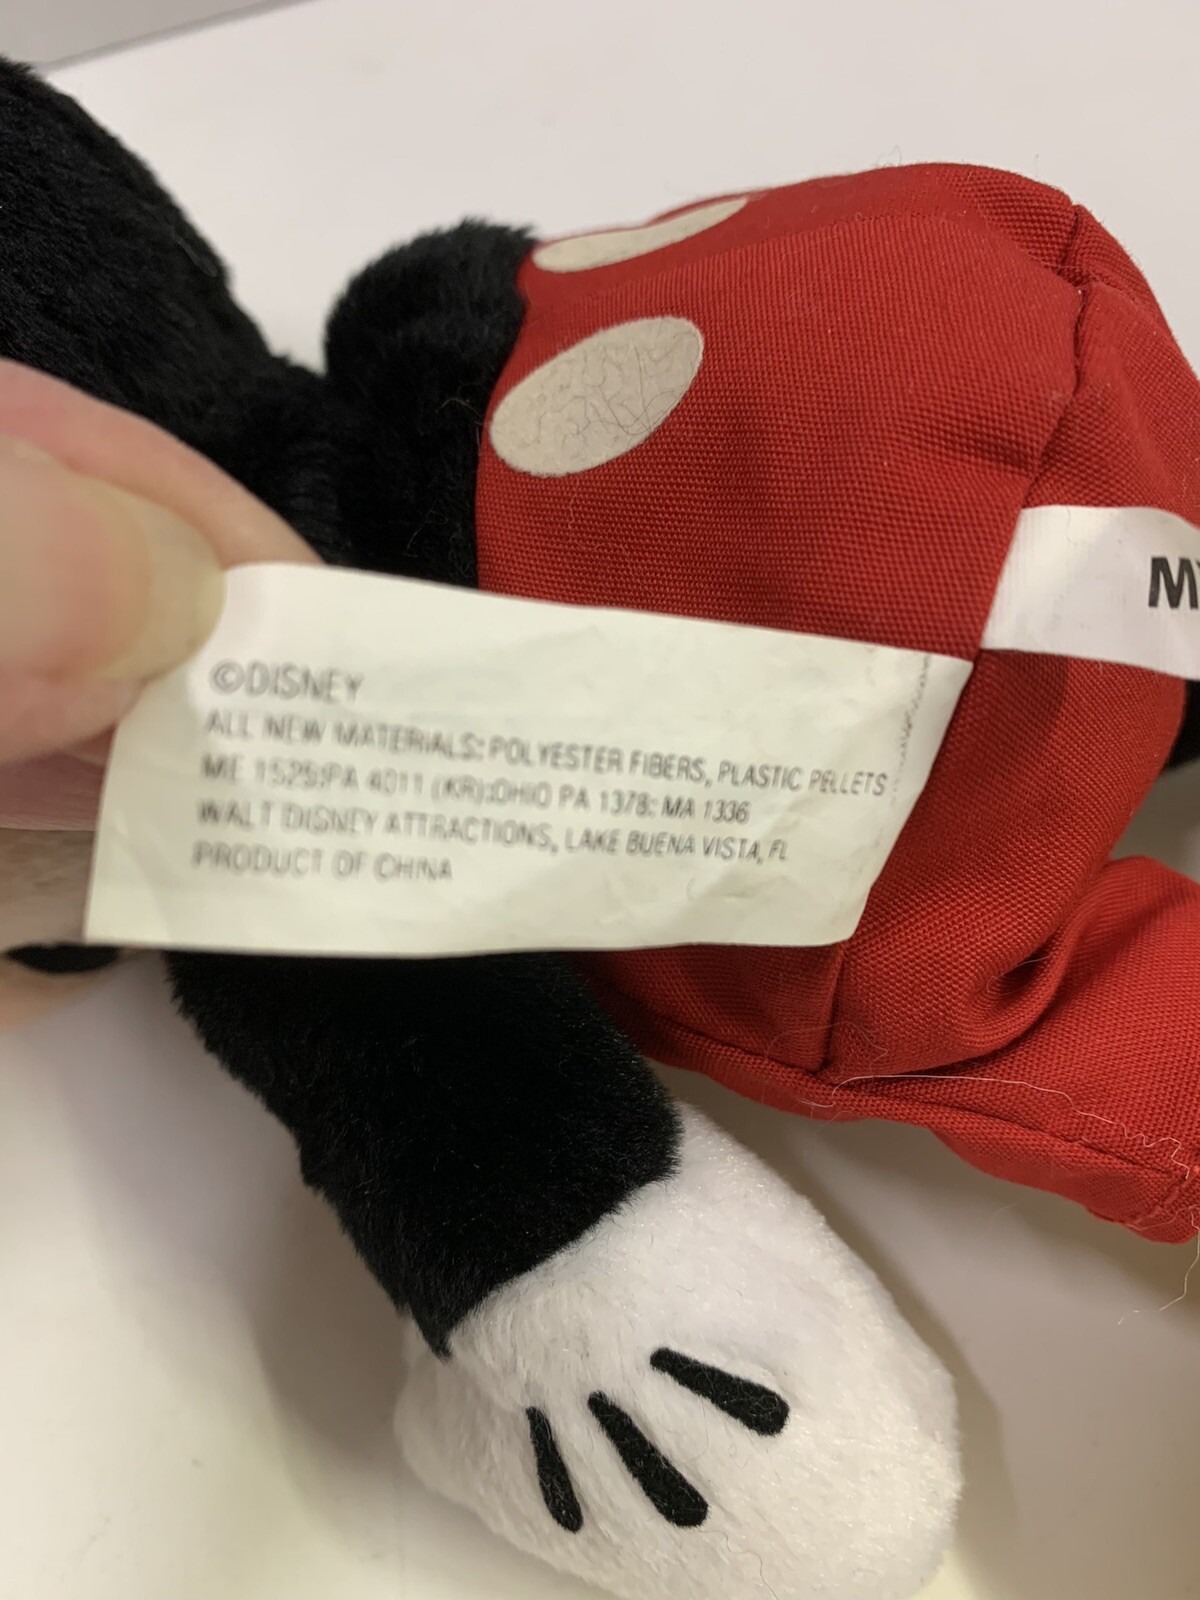 ©DISNEY
ALL NEW MATERIALS: POLYESTER FIBERS, PLASTIC PELLETS
ME 1525:PA 4011 (KR):OHIO PA 1378: MA 1336
WALT DISNEY ATTRACTIONS, LAKE BUENA VISTA, FL
PRODUCT OF CHINA